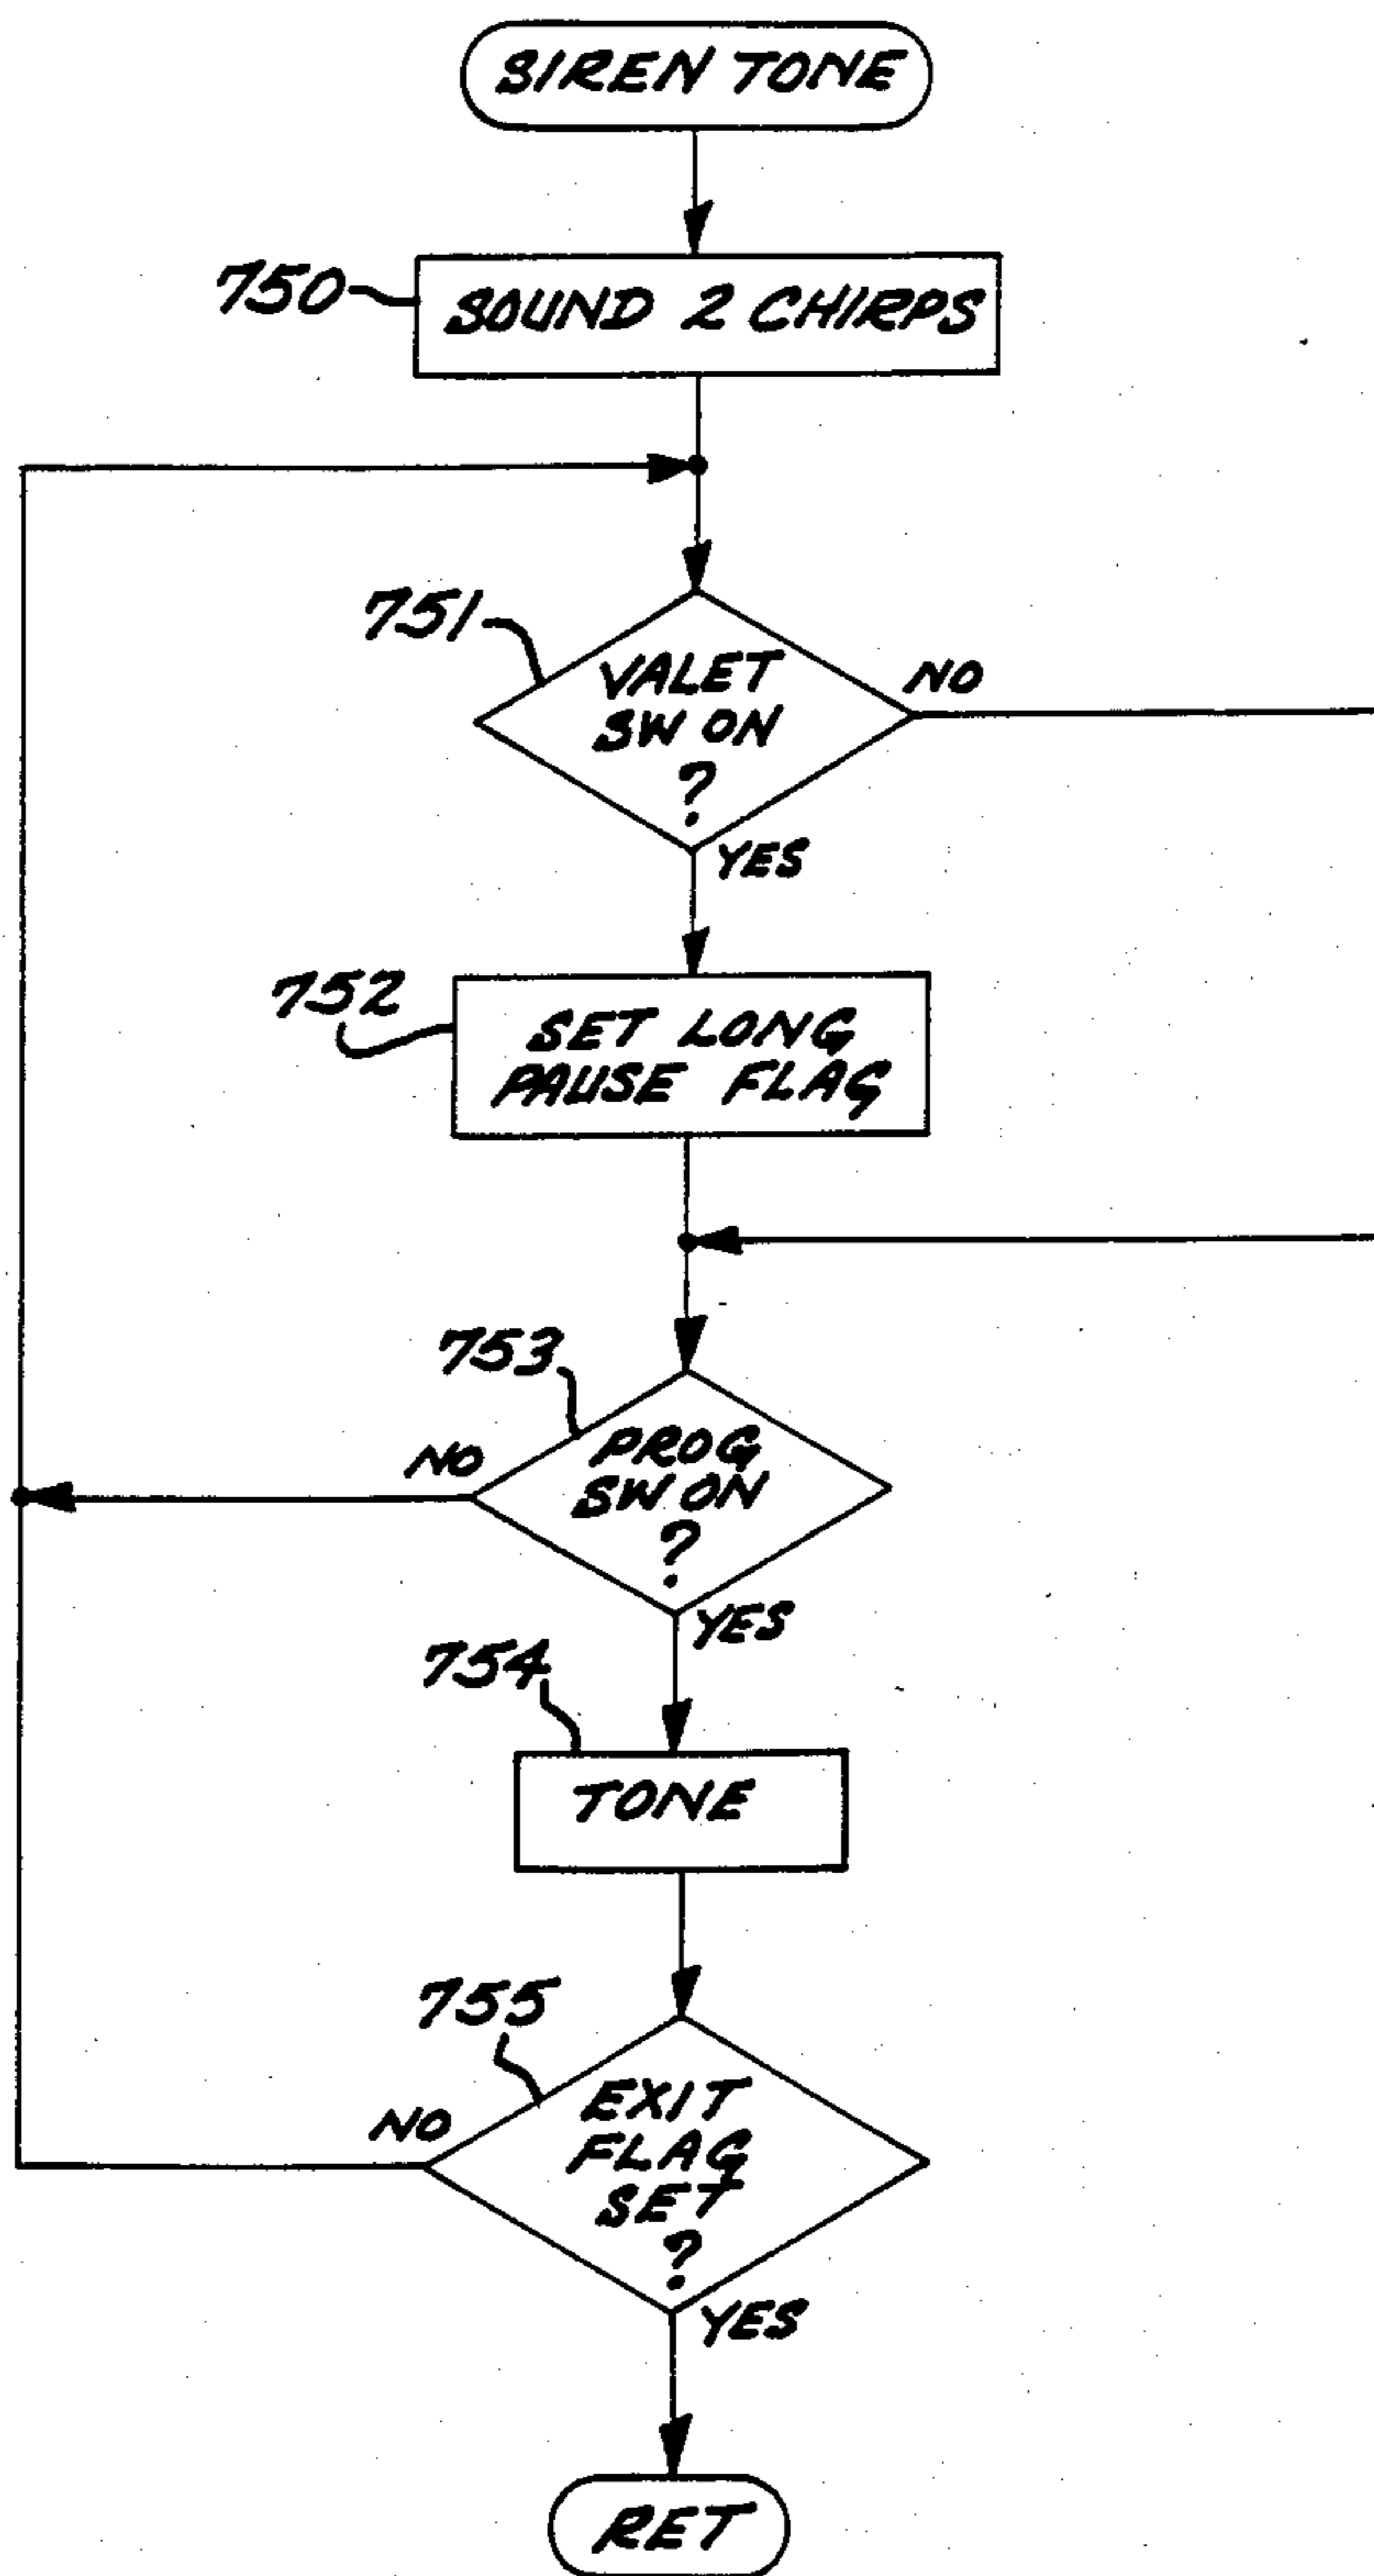 SIREN TONE
750
SOUND 2 CHIRPS
751
VALET
SW ON
?
NO
YES
752
SET LONG
PAUSE FLAG
753
PROG
SW ON
?
NO
YES
754
TONE
755
EXIT
FLAG
SET
?
NO
YES
RET